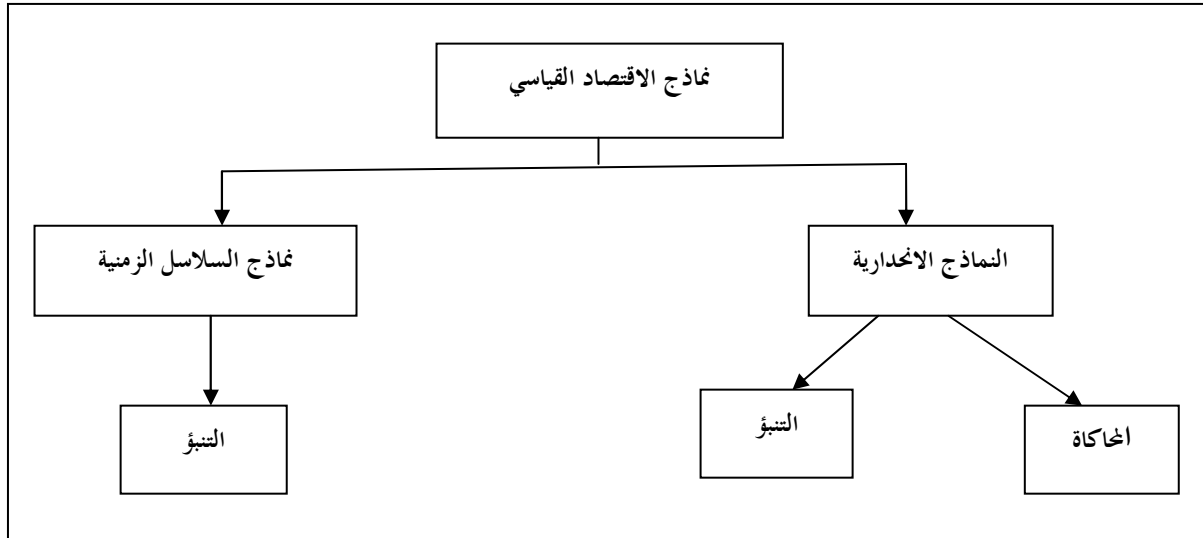 نماذج الاقتصاد القياسي
النماذج الانحدارية
نماذج السلاسل الزمنية
المحاكاة
التنبؤ
التنبؤ